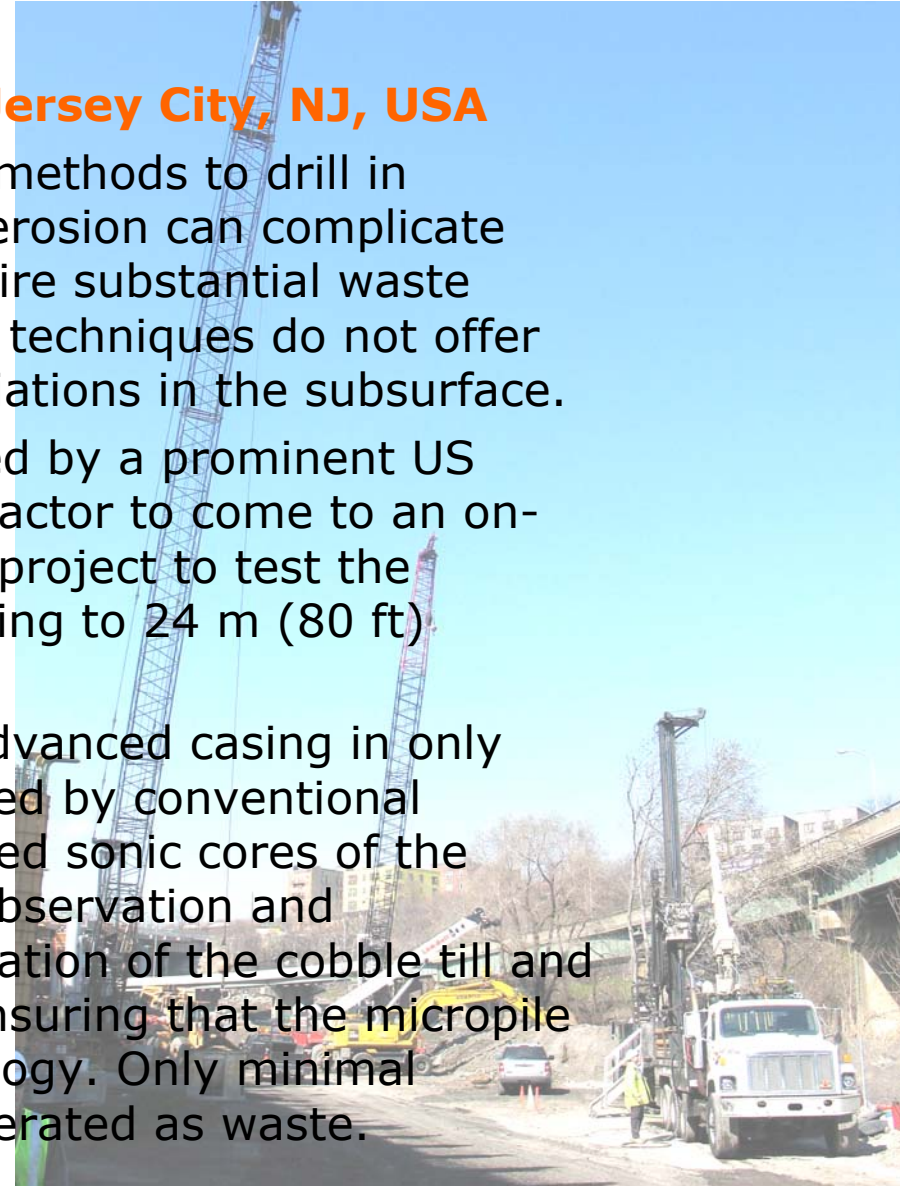 Jersey City, NJ, USA
methods to drill in
erosion can complicate
ire substantial waste
techniques do not offer
ations in the subsurface.
ed by a prominent US
actor to come to an on-
project to test the
ing to 24 m (80 ft)
dvanced casing in only
ed by conventional
ed sonic cores of the
bservation and
ation of the cobble till and
nsuring that the micropile
ogy. Only minimal
erated as waste.